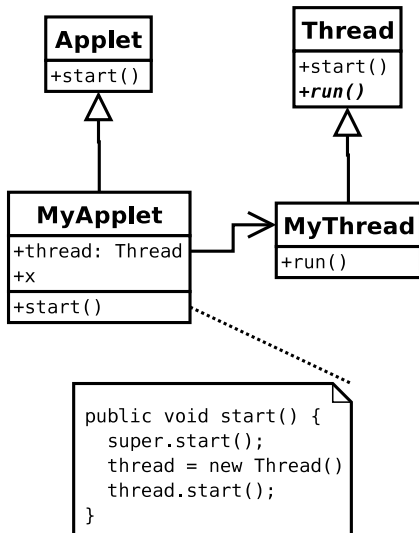 Applet
+start()
Thread
+start()
+run()
MyApplet
+thread: Thread
+x
+start()
MyThread
+run()
public void start() {
super.start();
thread = new Thread()
thread.start();
}